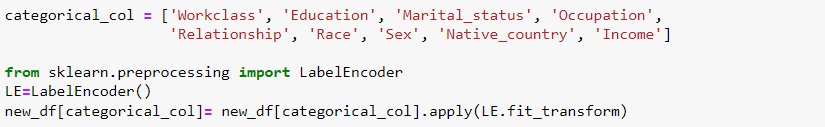 categorical_col = ['Workclass', 'Education', 'Marital_status', 'Occupation',
'Relationship', 'Race', 'Sex', 'Native_country', 'Income']
from sklearn.preprocessing import LabelEncoder
LE=LabelEncoder()
new_df[categorical_col]= new_df[categorical_col].apply(LE.fit_transform)